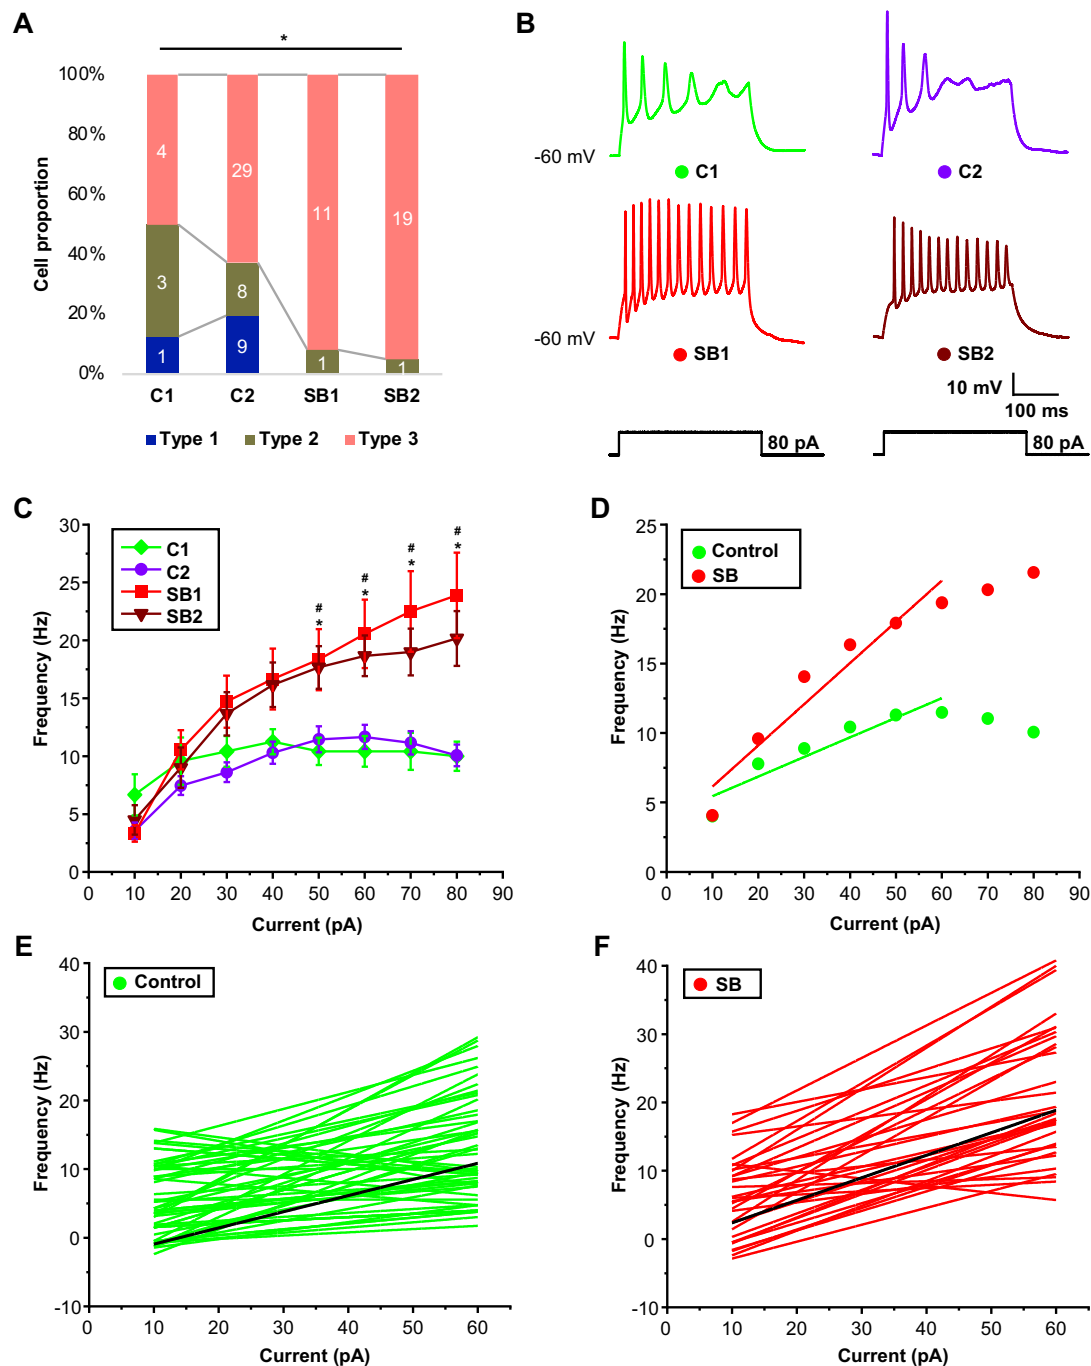 A
*
100%
80%
60%
40%
20%
0%
Cell proportion
4
3
1
29
8
9
11
1
19
1
C1 C2 SB1 SB2
Type 1 Type 2 Type 3
B
-60 mV
C1
C2
-60 mV
SB1
SB2
10 mV
100 ms
80 pA
80 pA
C
30
25
20
15
10
5
0
Frequency (Hz)
C1
C2
SB1
SB2
# # # #
* * * *
0 10 20 30 40 50 60 70 80 90
Current (pA)
D
25
20
15
10
5
0
Frequency (Hz)
Control
SB
0 10 20 30 40 50 60 70 80 90
Current (pA)
E
40
30
20
10
0
-10
Frequency (Hz)
Control
0 10 20 30 40 50 60
Current (pA)
F
40
30
20
10
0
-10
Frequency (Hz)
SB
0 10 20 30 40 50 60
Current (pA)